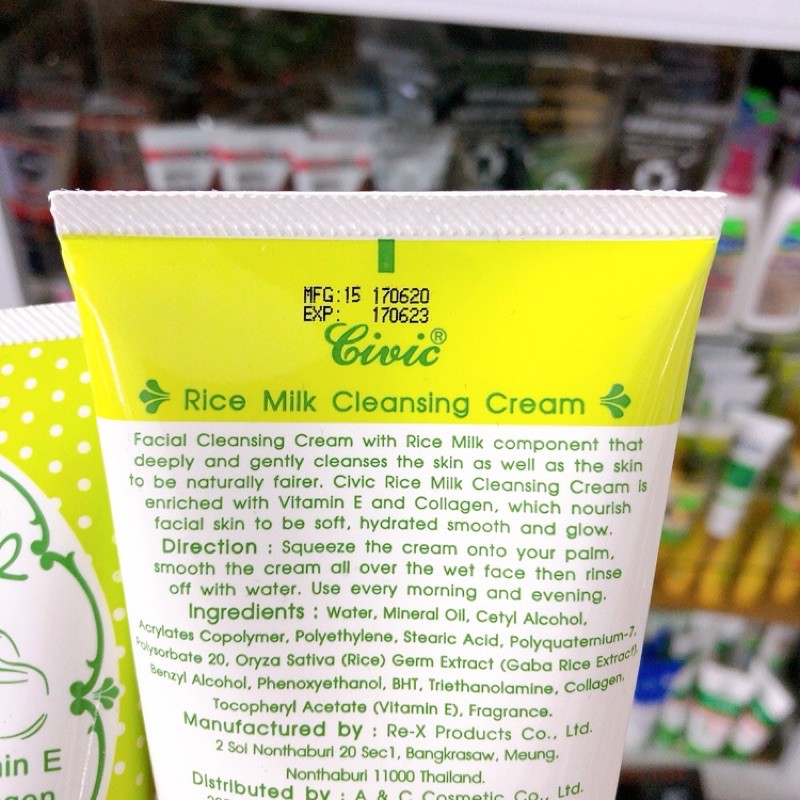 MFG:15 170620
EXP: 170623
Civic®
Rice Milk Cleansing Cream
Facial Cleansing Cream with Rice Milk component that
deeply and gently cleanses the skin as well as the skin
to be naturally fairer. Civic Rice Milk Cleansing Cream is
enriched with Vitamin E and Collagen, which nourish
facial skin to be soft, hydrated smooth and glow.
Direction : Squeeze the cream onto your palm,
smooth the cream all over the wet face then rinse
off with water. Use every morning and evening.
Ingredients : Water, Mineral Oil, Cetyl Alcohol,
Acrylates Copolymer, Polyethylene, Stearic Acid, Polyquaternium-7,
Polysorbate 20, Oryza Sativa (Rice) Germ Extract (Gaba Rice Extract),
Benzyl Alcohol, Phenoxyethanol, BHT, Triethanolamine, Collagen,
Tocopheryl Acetate (Vitamin E), Fragrance.
Manufactured by : Re-X Products Co., Ltd.
2 Soi Nonthaburi 20 Sec1, Bangkrasaw, Meung,
Nonthaburi 11000 Thailand.
Distributed by : A & C Cosmetic Co., Ltd.
min E